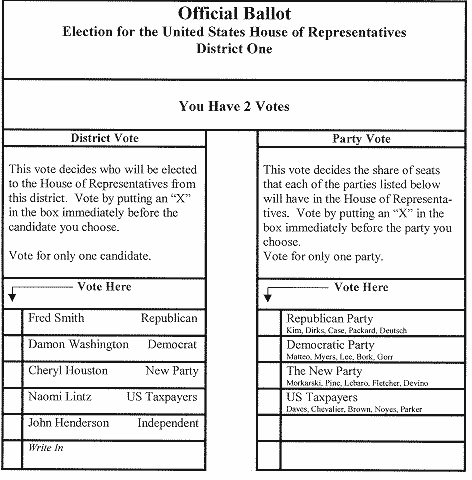 Official Ballot
Election for the United States House of Representatives
District One
You Have 2 Votes
District Vote
This vote decides who will be elected
to the House of Representatives from
this district. Vote by putting an “X”
in the box immediately before the
candidate you choose.
Vote for only one candidate.
Vote Here
Fred Smith Republican
Damon Washington Democrat
Cheryl Houston New Party
Naomi Lintz US Taxpayers
John Henderson Independent
Write In
Party Vote
This vote decides the share of seats
that each of the parties listed below
will have in the House of Representa-
tives. Vote by putting an “X” in the
box immediately before the party you
choose.
Vote for only one party.
Vote Here
Republican Party
Kim, Dirks, Case, Packard, Deutsch
Democratic Party
Matteo, Myers, Lee, Bork, Gorr
The New Party
Morkarski, Pine, Lebaro, Fletcher, Devino
US Taxpayers
Daves, Chevalier, Brown, Noyes, Parker